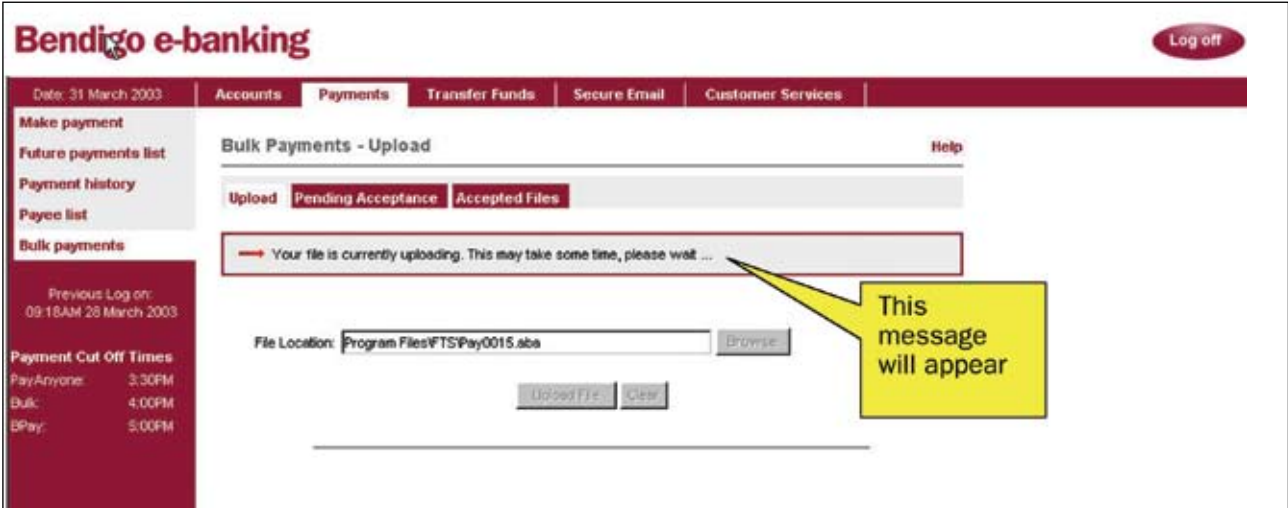 Bendigo e-banking
Log off
Date: 31 March 2003
Accounts
Payments
Transfer Funds
Secure Email
Customer Services
Make payment
Future payments list
Payment history
Payee list
Bulk payments
Previous Log on:
09:18AM 28 March 2003
Payment Cut Off Times
PayAnyone: 3:30PM
Bulk: 4:00PM
BPay: 5:00PM
Bulk Payments - Upload
Help
Upload
Pending Acceptance
Accepted Files
Your file is currently uploading. This may take some time, please wait ...
File Location: Program Files\FTS\Pay0015.aba
Browse
Upload File
Clear
This
message
will appear